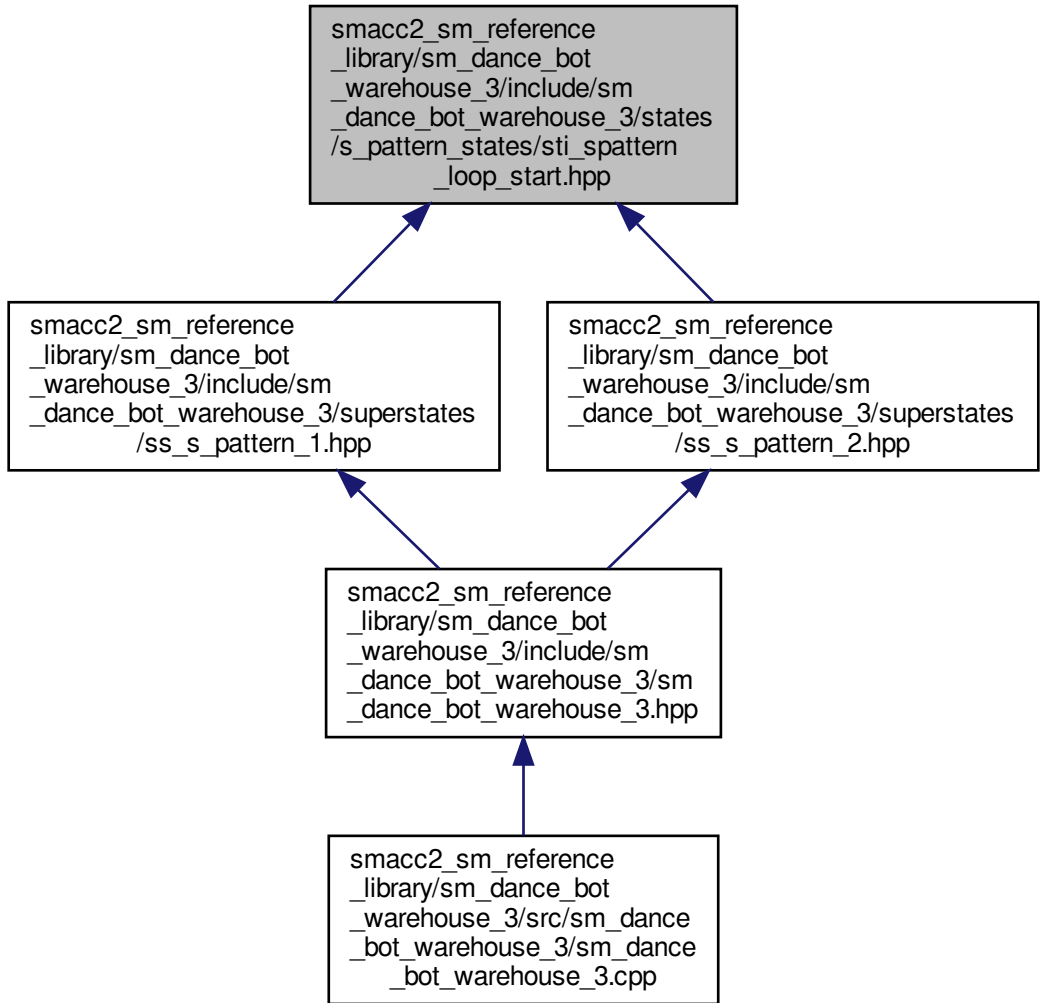 smacc2_sm_reference
_library/sm_dance_bot
_warehouse_3/include/sm
_dance_bot_warehouse_3/states
/s_pattern_states/sti_spattern
_loop_start.hpp
smacc2_sm_reference
_library/sm_dance_bot
_warehouse_3/include/sm
_dance_bot_warehouse_3/superstates
/ss_s_pattern_1.hpp
smacc2_sm_reference
_library/sm_dance_bot
_warehouse_3/include/sm
_dance_bot_warehouse_3/superstates
/ss_s_pattern_2.hpp
smacc2_sm_reference
_library/sm_dance_bot
_warehouse_3/include/sm
_dance_bot_warehouse_3/sm
_dance_bot_warehouse_3.hpp
smacc2_sm_reference
_library/sm_dance_bot
_warehouse_3/src/sm_dance
_bot_warehouse_3/sm_dance
_bot_warehouse_3.cpp